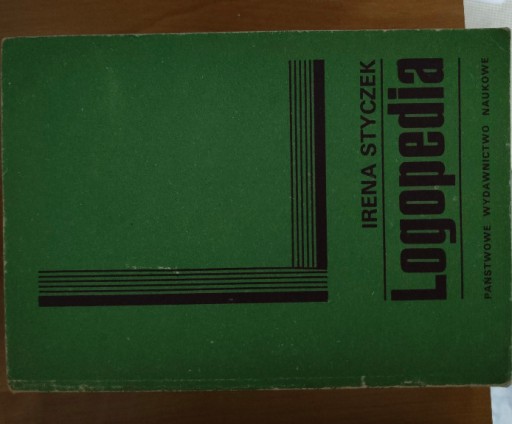 IRENA STYCZEK
Logopedia
PAŃSTWOWE WYDAWNICTWO NAUKOWE